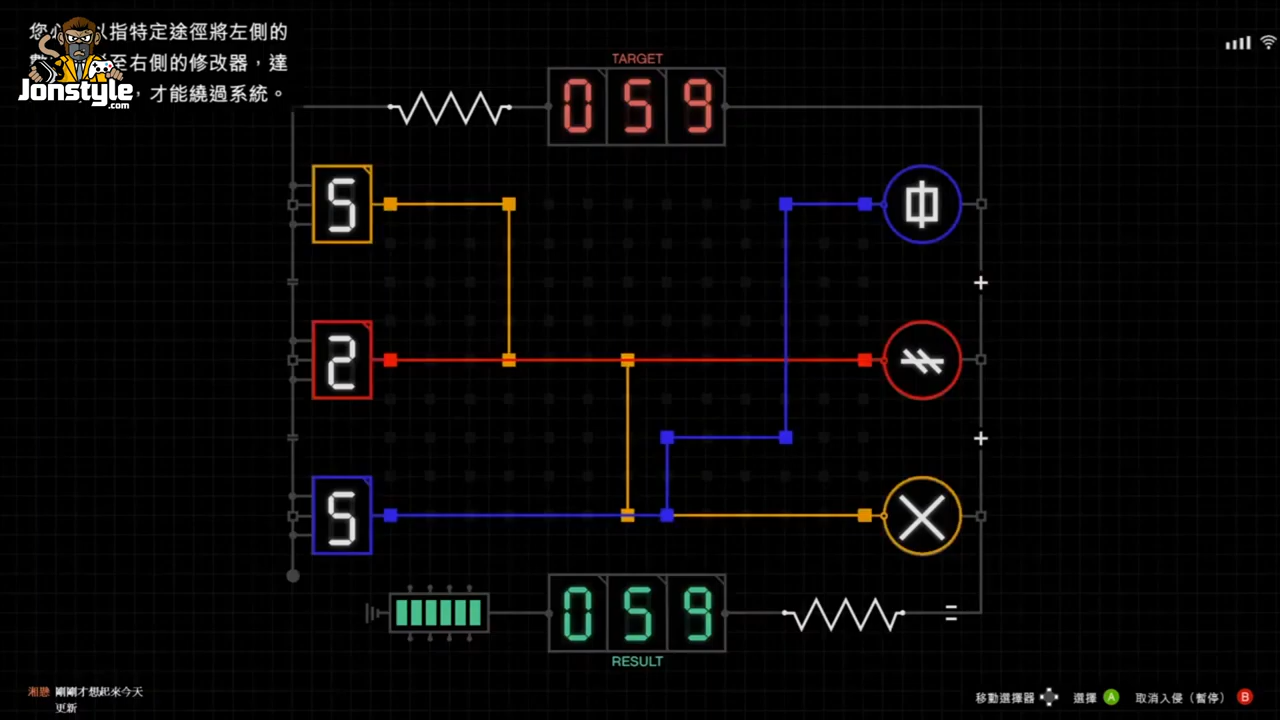 您 以指特定途徑將左側的
至右側的修改器，達
，才能繞過系統。
Jonstyle
.com
TARGET
059
5
2
5
059
RESULT
湘戀 剛剛才想起來今天
更新
移動選擇器 選擇 A 取消入侵（暫停） B